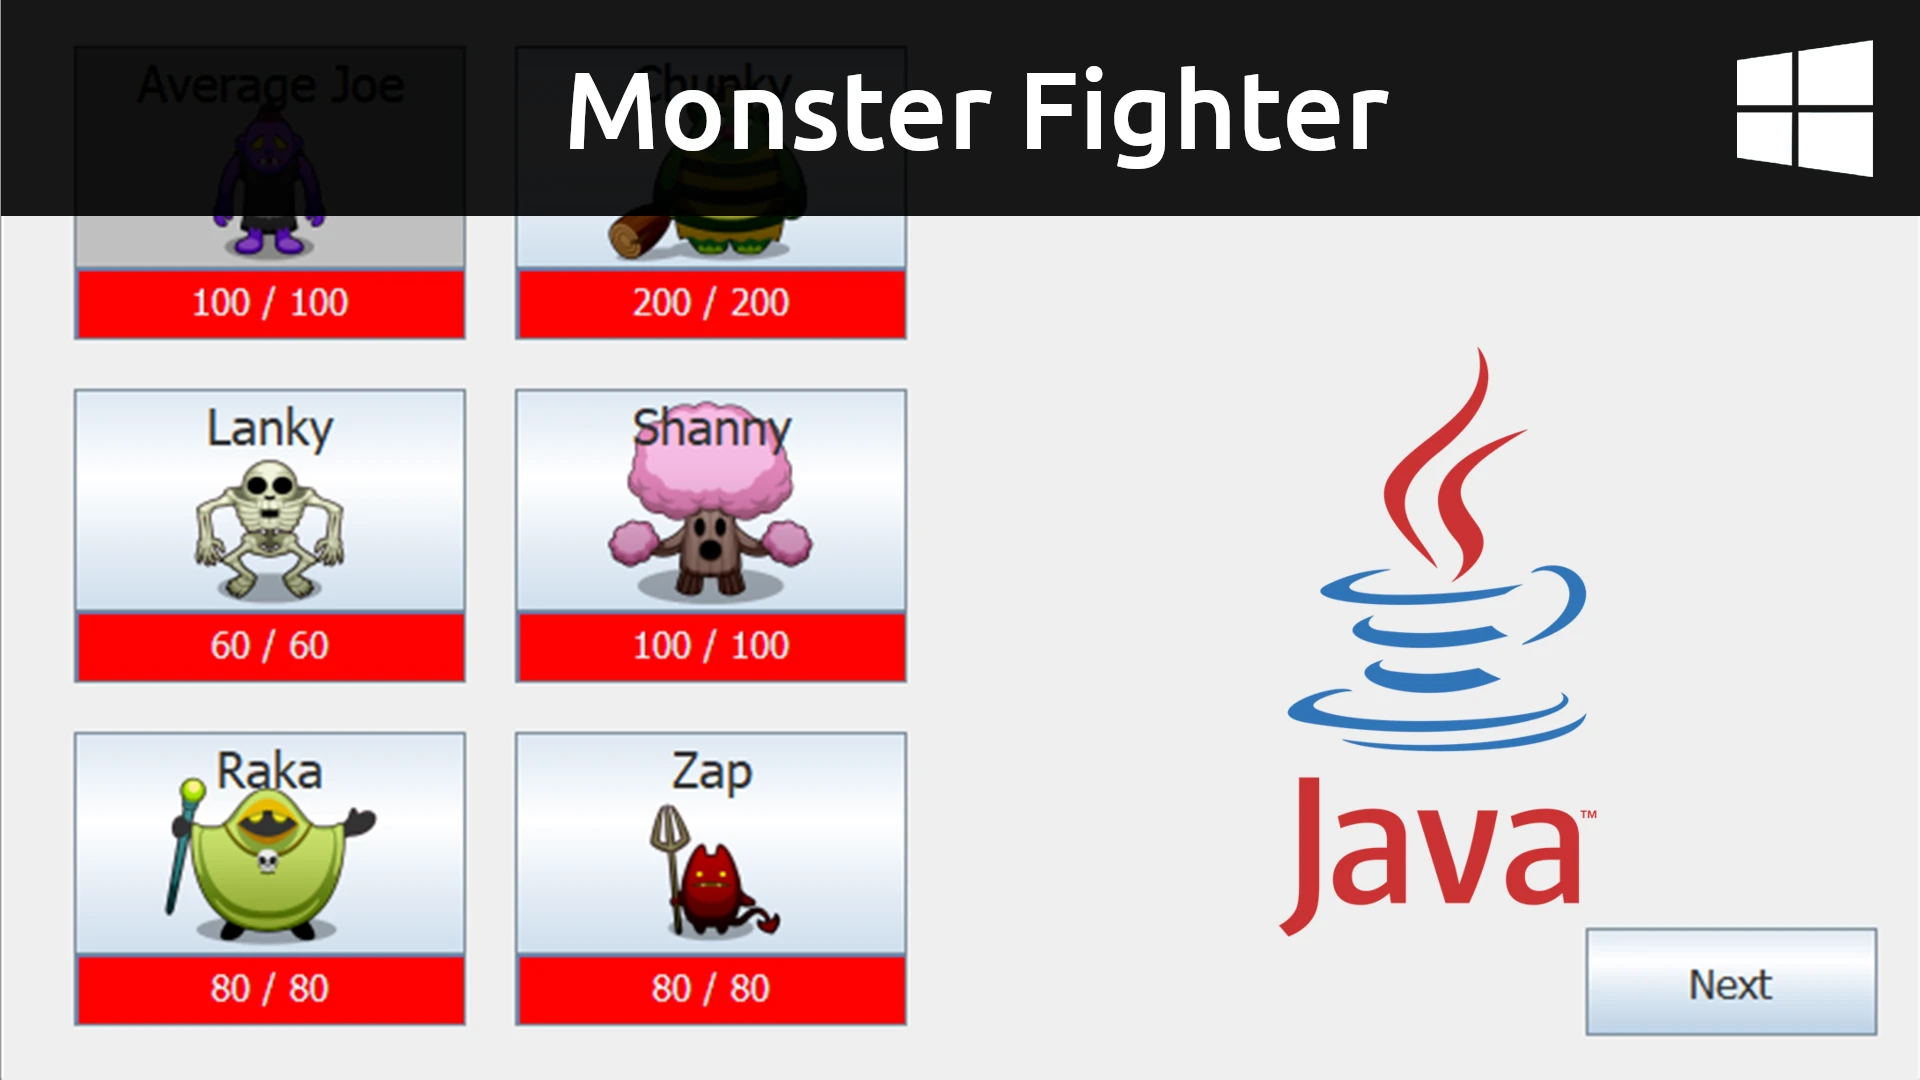 Monster Fighter
Average Joe
Chunky
100 / 100
200 / 200
Lanky
Shanny
60 / 60
100 / 100
Raka
Zap
80 / 80
80 / 80
Java™
Next